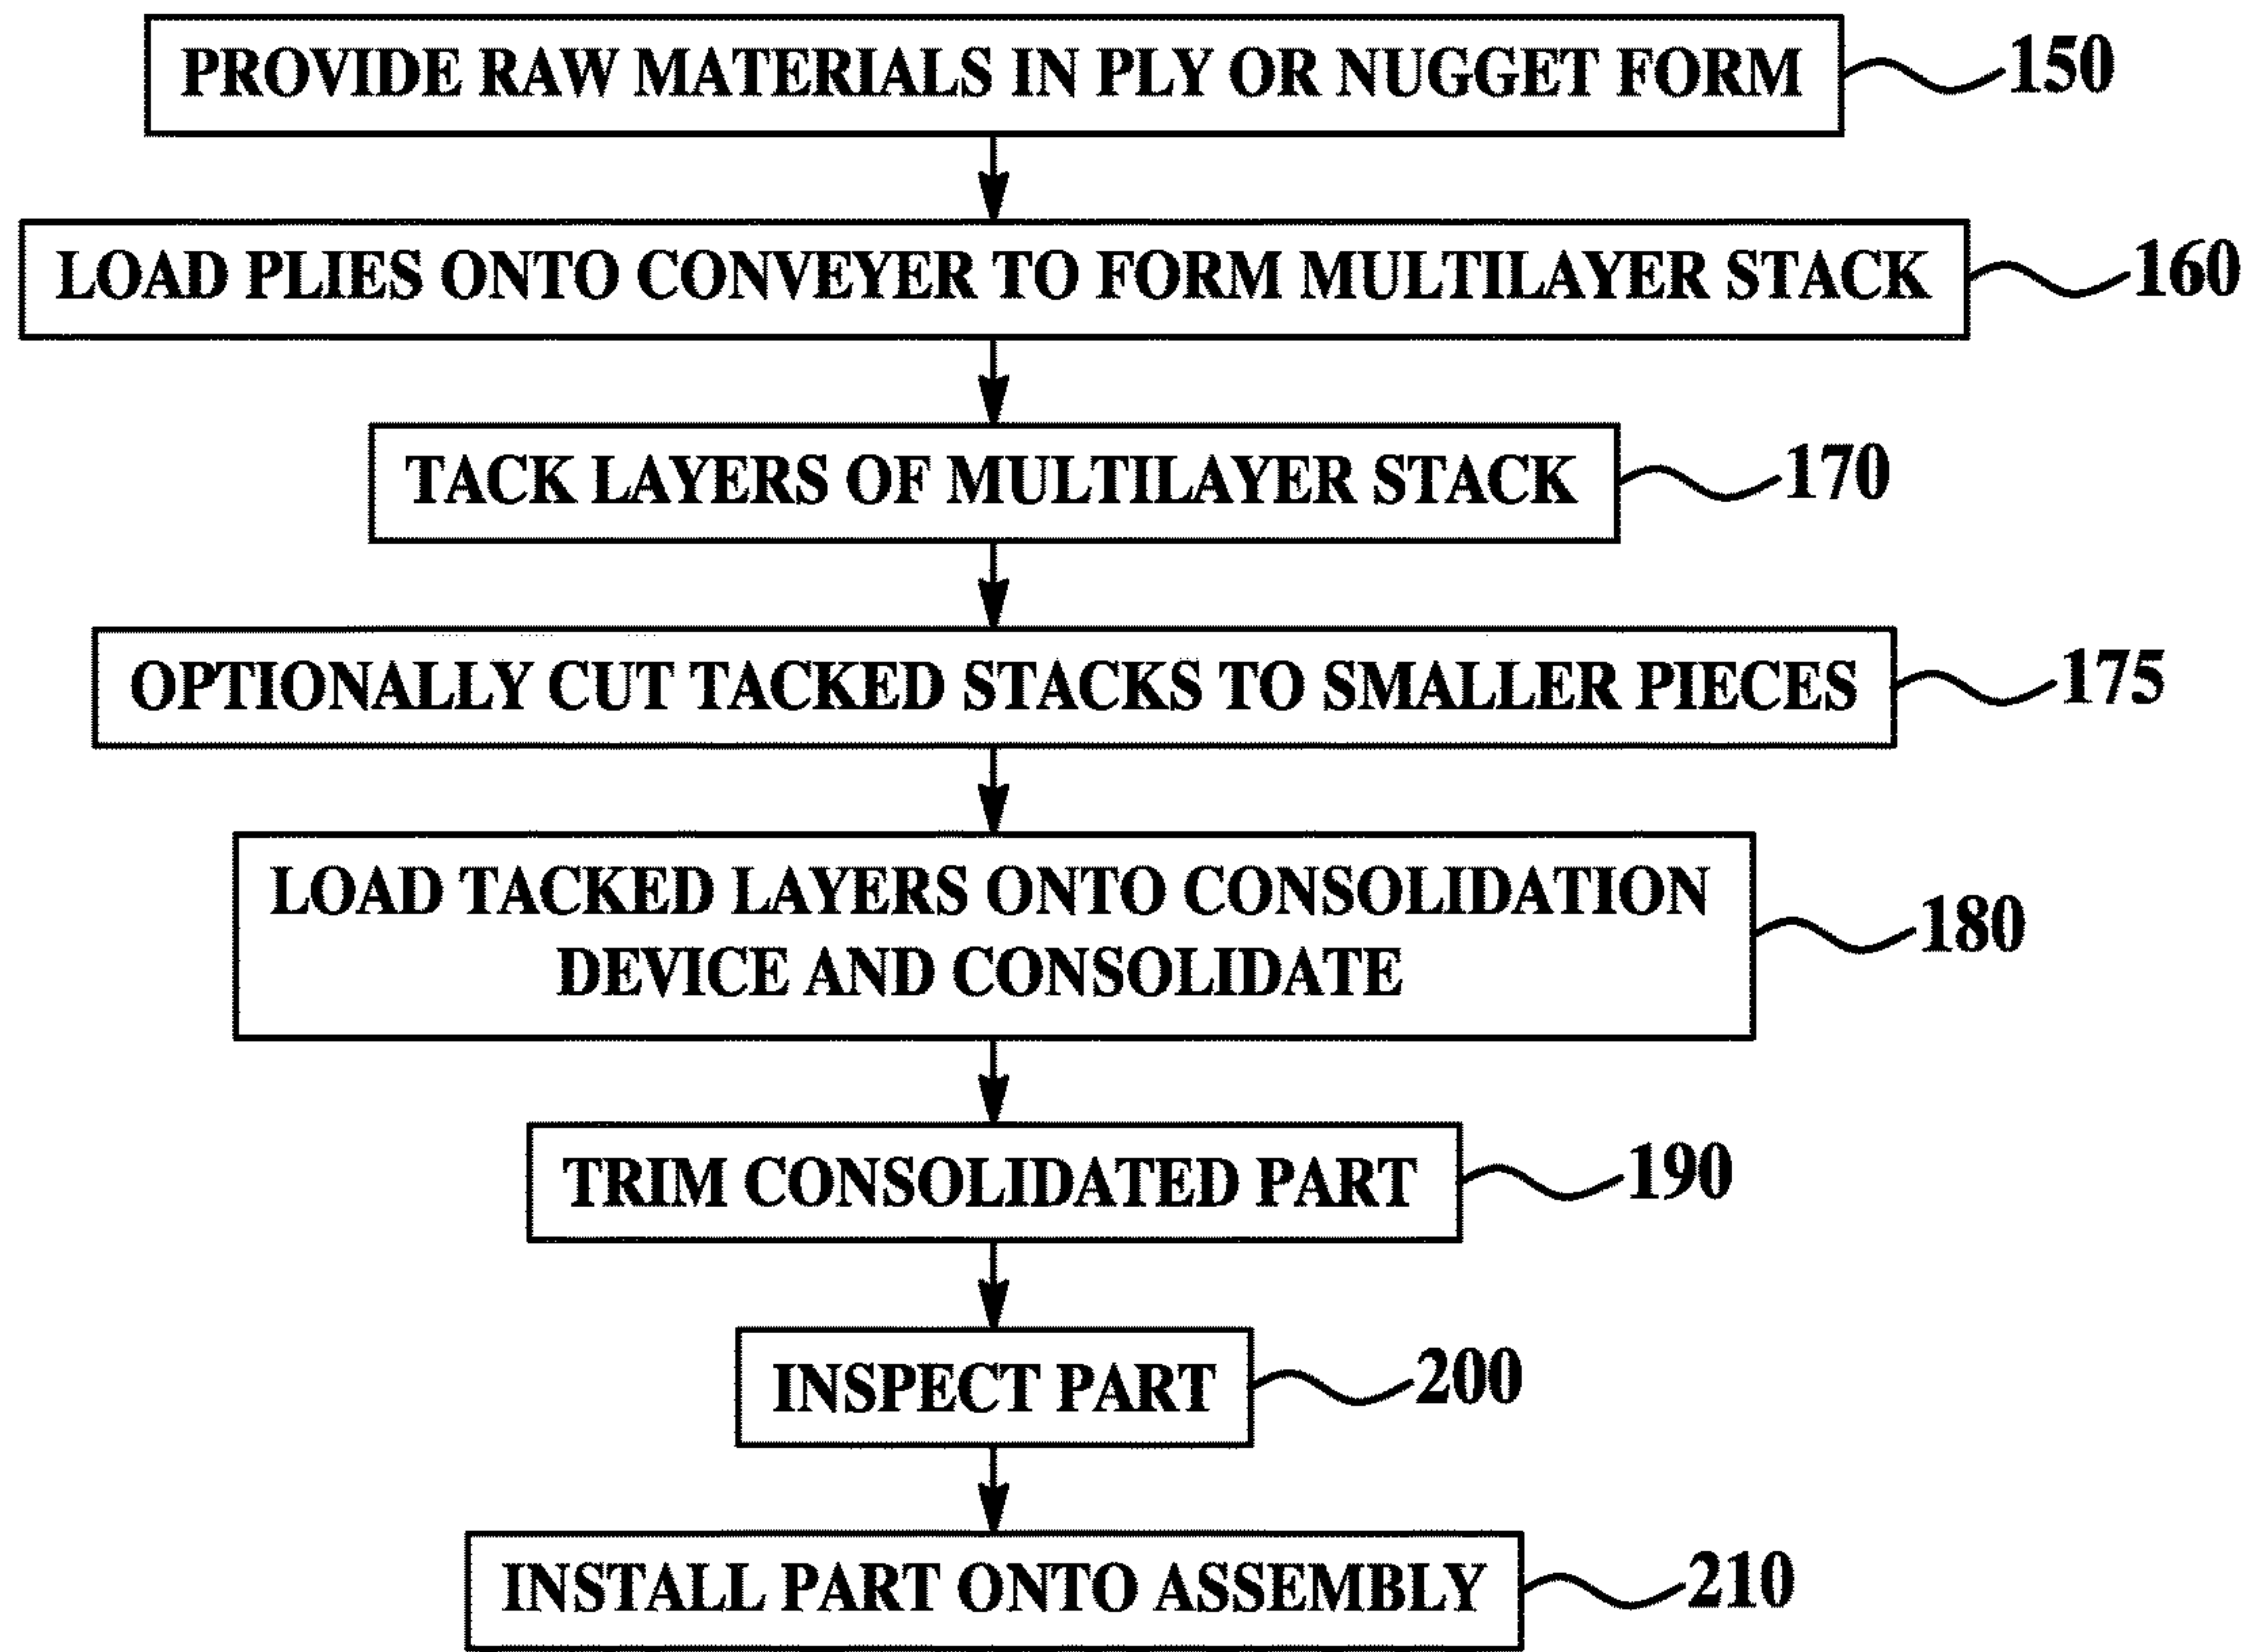 PROVIDE RAW MATERIALS IN PLY OR NUGGET FORM
150
LOAD PLIES ONTO CONVEYER TO FORM MULTILAYER STACK
160
TACK LAYERS OF MULTILAYER STACK
170
OPTIONALLY CUT TACKED STACKS TO SMALLER PIECES
175
LOAD TACKED LAYERS ONTO CONSOLIDATION
DEVICE AND CONSOLIDATE
180
TRIM CONSOLIDATED PART
190
INSPECT PART
200
INSTALL PART ONTO ASSEMBLY
210